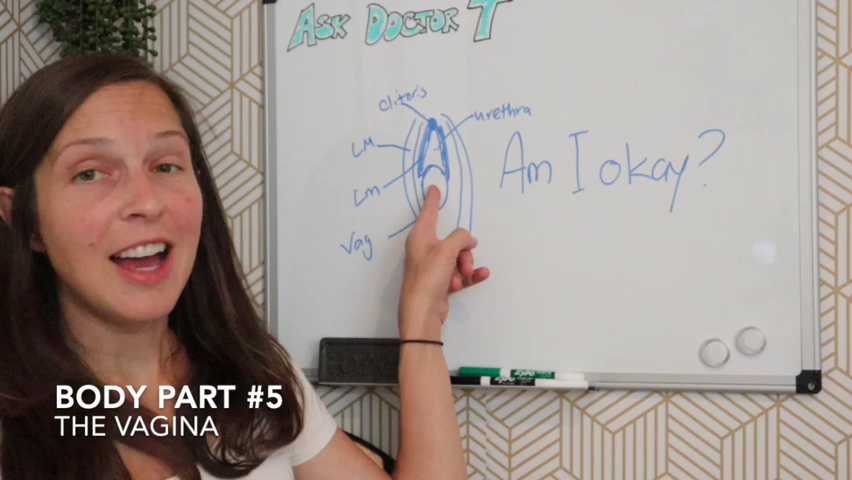 ASK DOCTOR T
clitoris
urethra
LM
Am I okay?
Lm
Vag
BODY PART #5
THE VAGINA